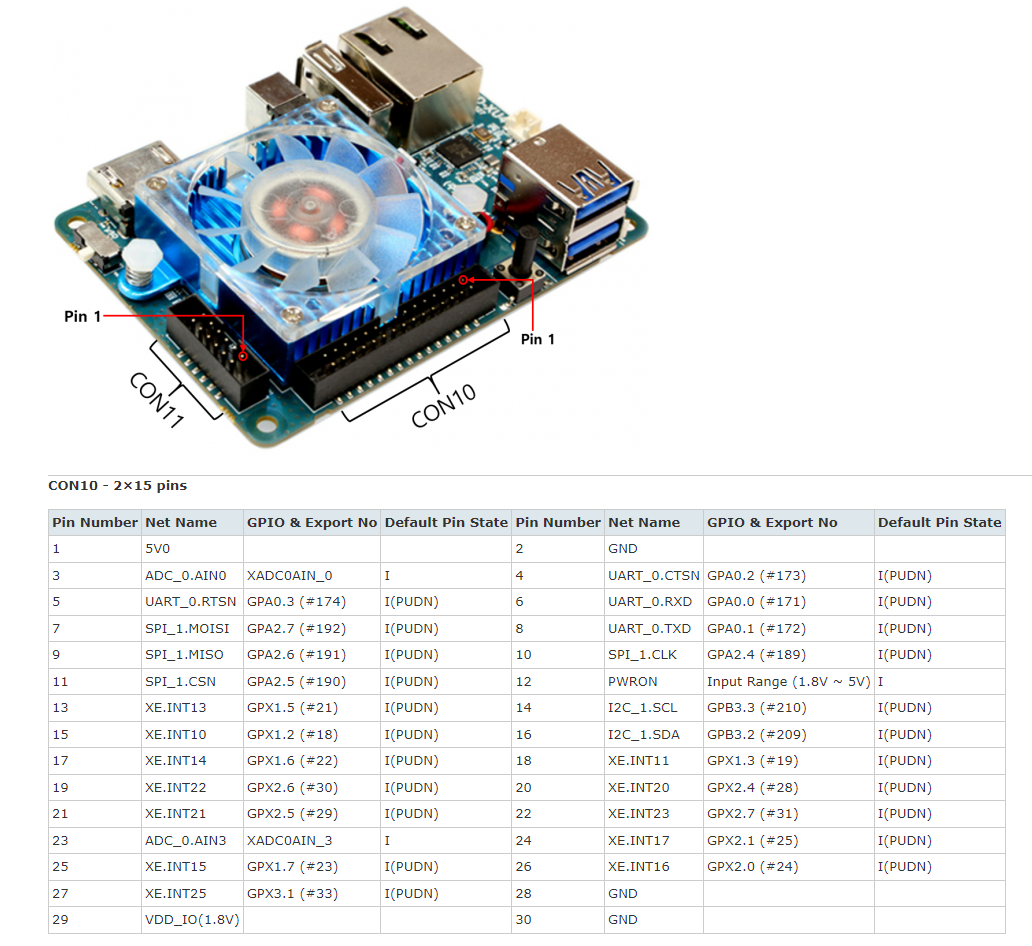 Pin 1
Pin 1
CON11
CON10
CON10 - 2×15 pins
Pin Number Net Name GPIO & Export No Default Pin State Pin Number Net Name GPIO & Export No Default Pin State
1 5V0 2 GND
3 ADC_0.AIN0 XADC0AIN_0 I 4 UART_0.CTSN GPA0.2 (#173) I(PUDN)
5 UART_0.RTSN GPA0.3 (#174) I(PUDN) 6 UART_0.RXD GPA0.0 (#171) I(PUDN)
7 SPI_1.MOISI GPA2.7 (#192) I(PUDN) 8 UART_0.TXD GPA0.1 (#172) I(PUDN)
9 SPI_1.MISO GPA2.6 (#191) I(PUDN) 10 SPI_1.CLK GPA2.4 (#189) I(PUDN)
11 SPI_1.CSN GPA2.5 (#190) I(PUDN) 12 PWRON Input Range (1.8V ~ 5V) I
13 XE.INT13 GPX1.5 (#21) I(PUDN) 14 I2C_1.SCL GPB3.3 (#210) I(PUDN)
15 XE.INT10 GPX1.2 (#18) I(PUDN) 16 I2C_1.SDA GPB3.2 (#209) I(PUDN)
17 XE.INT14 GPX1.6 (#22) I(PUDN) 18 XE.INT11 GPX1.3 (#19) I(PUDN)
19 XE.INT22 GPX2.6 (#30) I(PUDN) 20 XE.INT20 GPX2.4 (#28) I(PUDN)
21 XE.INT21 GPX2.5 (#29) I(PUDN) 22 XE.INT23 GPX2.7 (#31) I(PUDN)
23 ADC_0.AIN3 XADC0AIN_3 I 24 XE.INT17 GPX2.1 (#25) I(PUDN)
25 XE.INT15 GPX1.7 (#23) I(PUDN) 26 XE.INT16 GPX2.0 (#24) I(PUDN)
27 XE.INT25 GPX3.1 (#33) I(PUDN) 28 GND
29 VDD_IO(1.8V) 30 GND